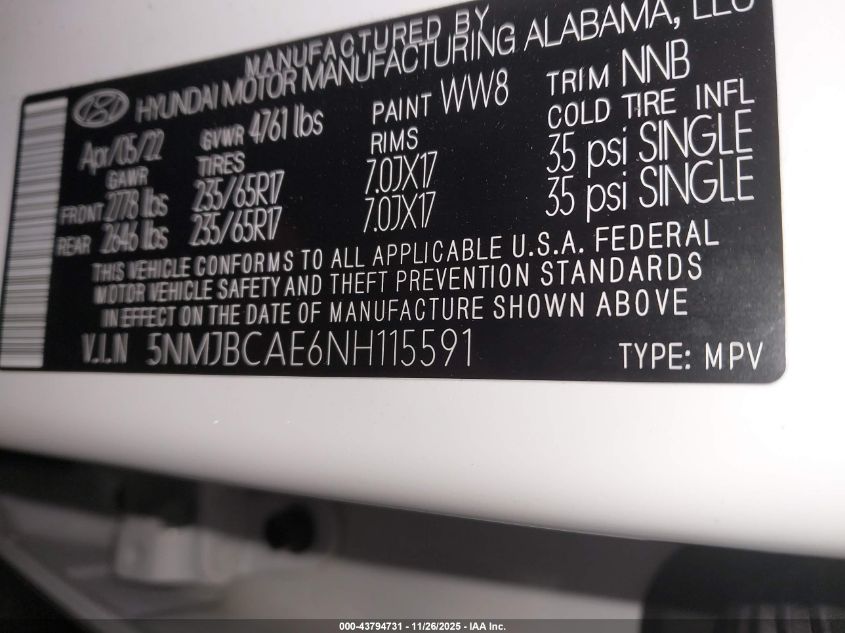 MANUFACTURED BY
HYUNDAI MOTOR MANUFACTURING ALABAMA, LLC
Apr/05/22 GVWR 4761 lbs PAINT WW8 TRIM NNB
GAWR TIRES RIMS COLD TIRE INFL
FRONT 2778 lbs 235/65R17 7.0JX17 35 psi SINGLE
REAR 2646 lbs 235/65R17 7.0JX17 35 psi SINGLE
THIS VEHICLE CONFORMS TO ALL APPLICABLE U.S.A. FEDERAL
MOTOR VEHICLE SAFETY AND THEFT PREVENTION STANDARDS
IN EFFECT ON THE DATE OF MANUFACTURE SHOWN ABOVE
V.I.N 5NMJBCAE6NH115591 TYPE: MPV
000-43794731 - 11/26/2025 - IAA Inc.